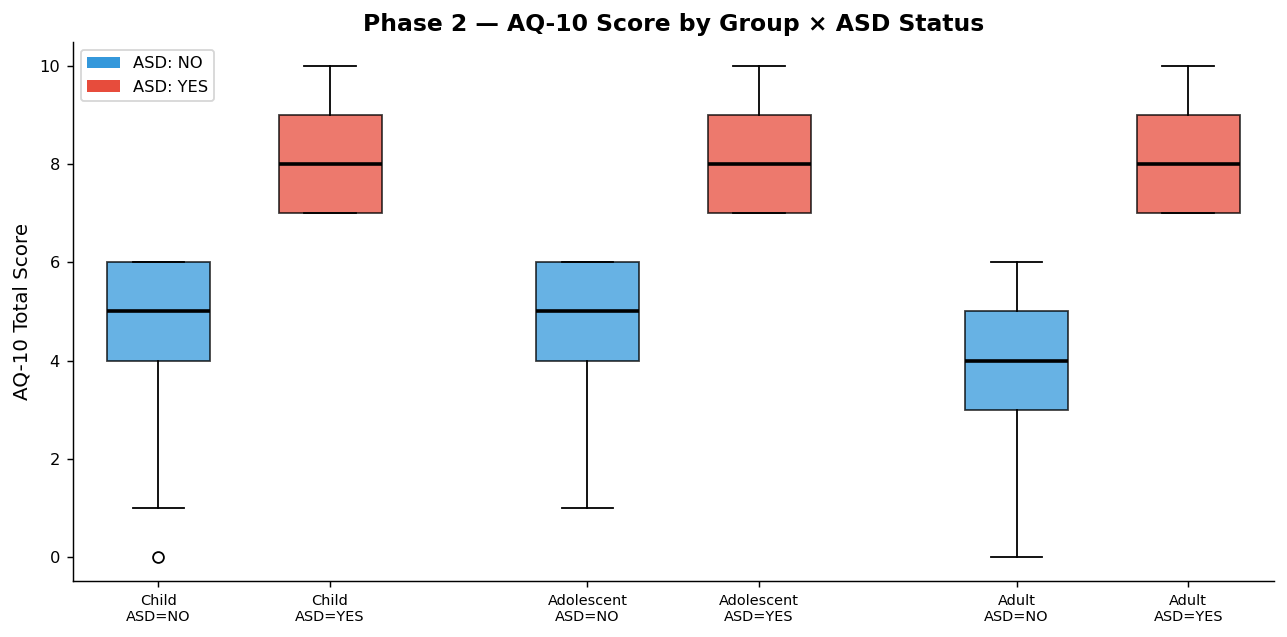 Phase 2 — AQ-10 Score by Group × ASD Status
ASD: NO
ASD: YES
AQ-10 Total Score
10
8
6
4
2
0
Child
ASD=NO
Child
ASD=YES
Adolescent
ASD=NO
Adolescent
ASD=YES
Adult
ASD=NO
Adult
ASD=YES